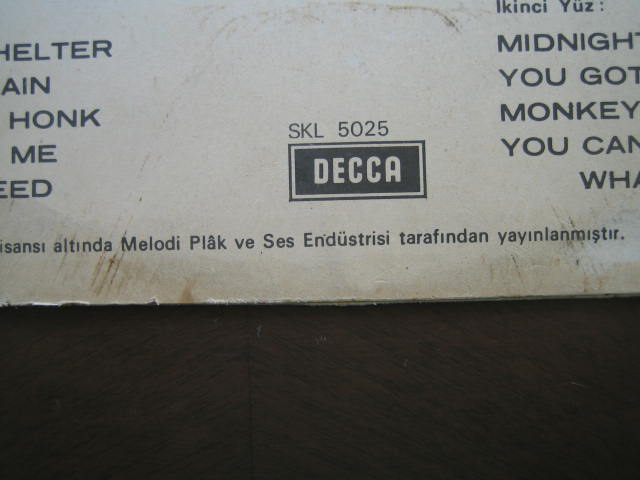 HELTER
AIN
HONK
ME
EED
SKL 5025
DECCA
İkinci Yüz:
MIDNIGHT
YOU GOT
MONKEY
YOU CAN
WHA
isansı altında Melodi Plâk ve Ses Endüstrisi tarafından yayınlanmıştır.